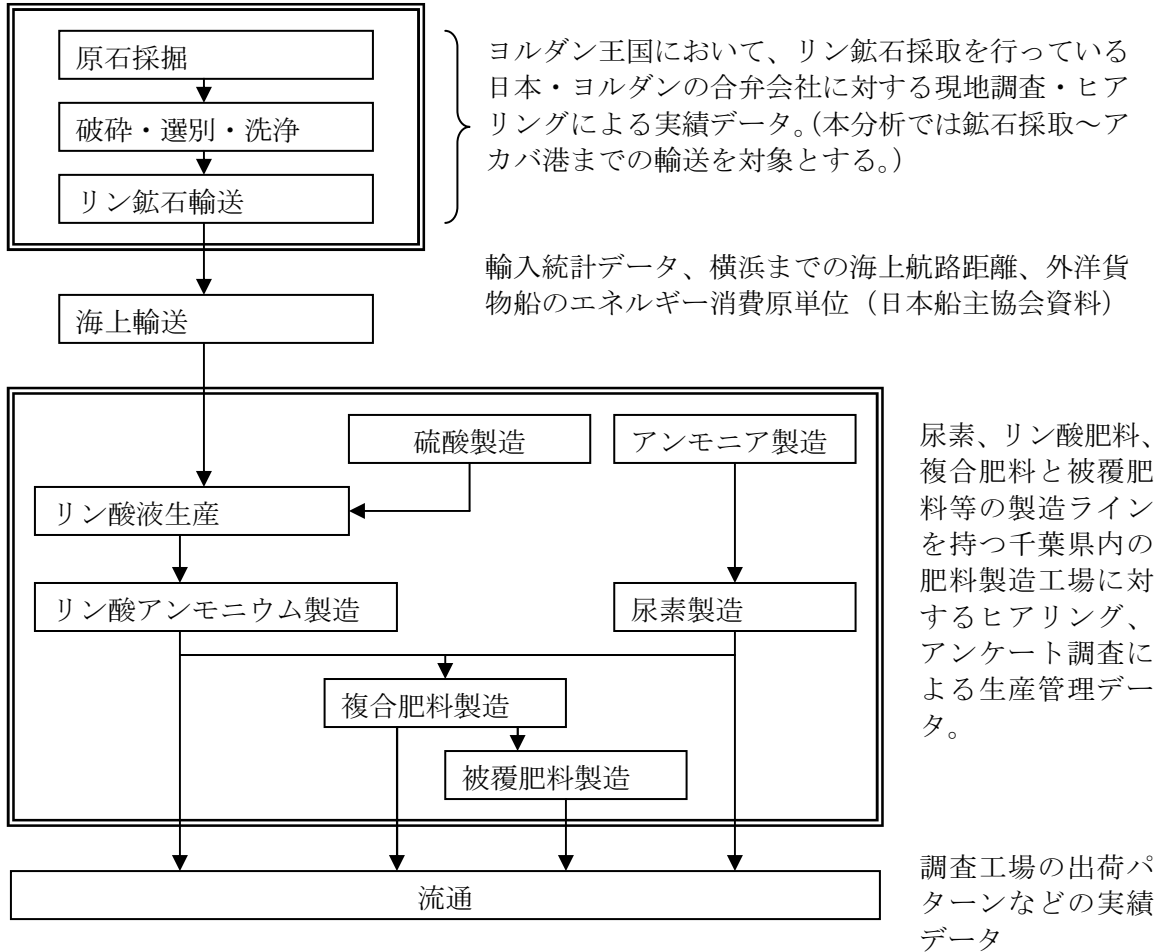 原石採掘
破砕・選別・洗浄
リン鉱石輸送
ヨルダン王国において、リン鉱石採取を行っている
日本・ヨルダンの合弁会社に対する現地調査・ヒア
リングによる実績データ。（本分析では鉱石採取～ア
カバ港までの輸送を対象とする。）
海上輸送
輸入統計データ、横浜までの海上航路距離、外洋貨
物船のエネルギー消費原単位（日本船主協会資料）
硫酸製造
アンモニア製造
リン酸液生産
リン酸アンモニウム製造
尿素製造
複合肥料製造
被覆肥料製造
尿素、リン酸肥料、
複合肥料と被覆肥
料等の製造ライン
を持つ千葉県内の
肥料製造工場に対
するヒアリング、
アンケート調査に
よる生産管理デー
タ。
流通
調査工場の出荷パ
ターンなどの実績
データ